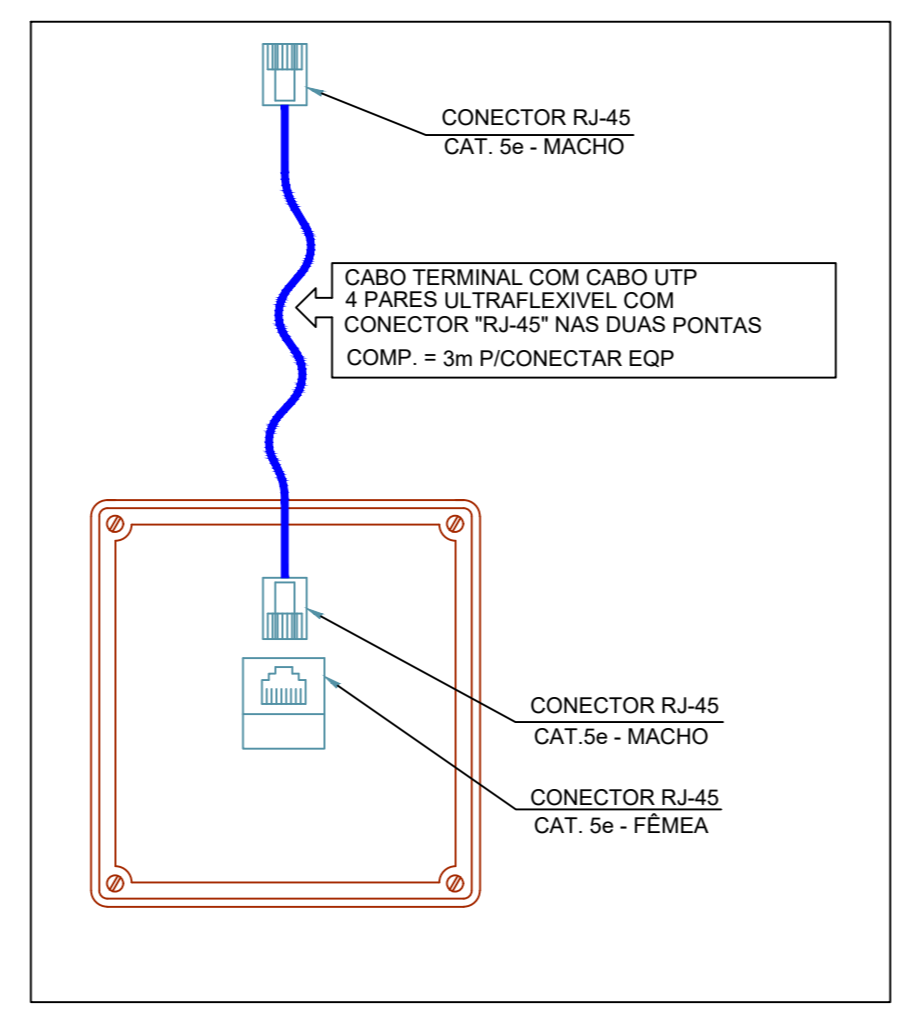 CONECTOR RJ-45
CAT. 5e - MACHO
CABO TERMINAL COM CABO UTP
4 PARES ULTRAFLEXIVEL COM
CONECTOR "RJ-45" NAS DUAS PONTAS
COMP. = 3m P/CONECTAR EQP
CONECTOR RJ-45
CAT.5e - MACHO
CONECTOR RJ-45
CAT. 5e - FÊMEA